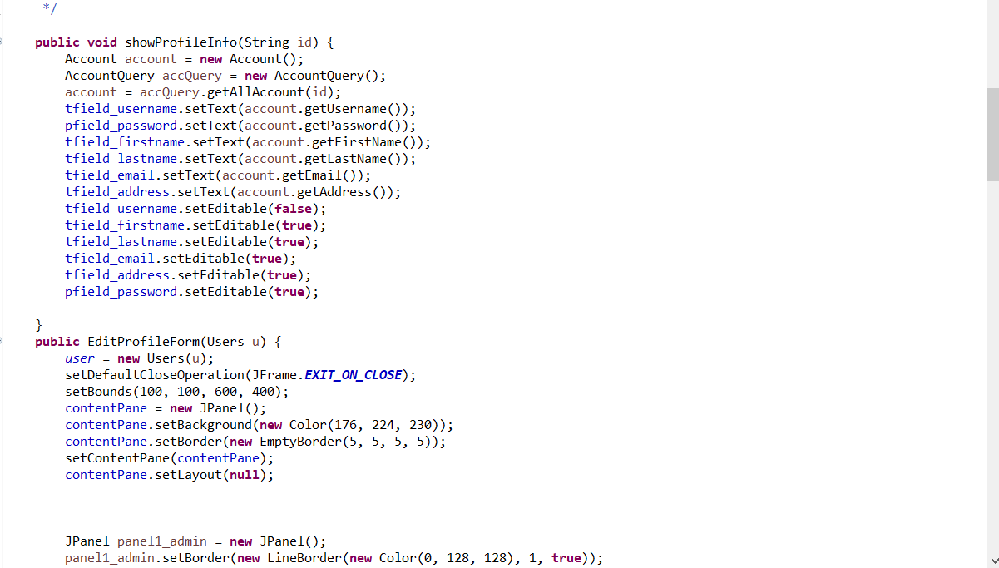 */
public void showProfileInfo(String id) {
Account account = new Account();
AccountQuery accQuery = new AccountQuery();
account = accQuery.getAllAccount(id);
tfield_username.setText(account.getUsername());
pfield_password.setText(account.getPassword());
tfield_firstname.setText(account.getFirstName());
tfield_lastname.setText(account.getLastName());
tfield_email.setText(account.getEmail());
tfield_address.setText(account.getAddress());
tfield_username.setEditable(false);
tfield_firstname.setEditable(true);
tfield_lastname.setEditable(true);
tfield_email.setEditable(true);
tfield_address.setEditable(true);
pfield_password.setEditable(true);
}
public EditProfileForm(Users u) {
user = new Users(u);
setDefaultCloseOperation(JFrame.EXIT_ON_CLOSE);
setBounds(100, 100, 600, 400);
contentPane = new JPanel();
contentPane.setBackground(new Color(176, 224, 230));
contentPane.setBorder(new EmptyBorder(5, 5, 5, 5));
setContentPane(contentPane);
contentPane.setLayout(null);
JPanel panel1_admin = new JPanel();
panel1_admin.setBorder(new LineBorder(new Color(0, 128, 128), 1, true));